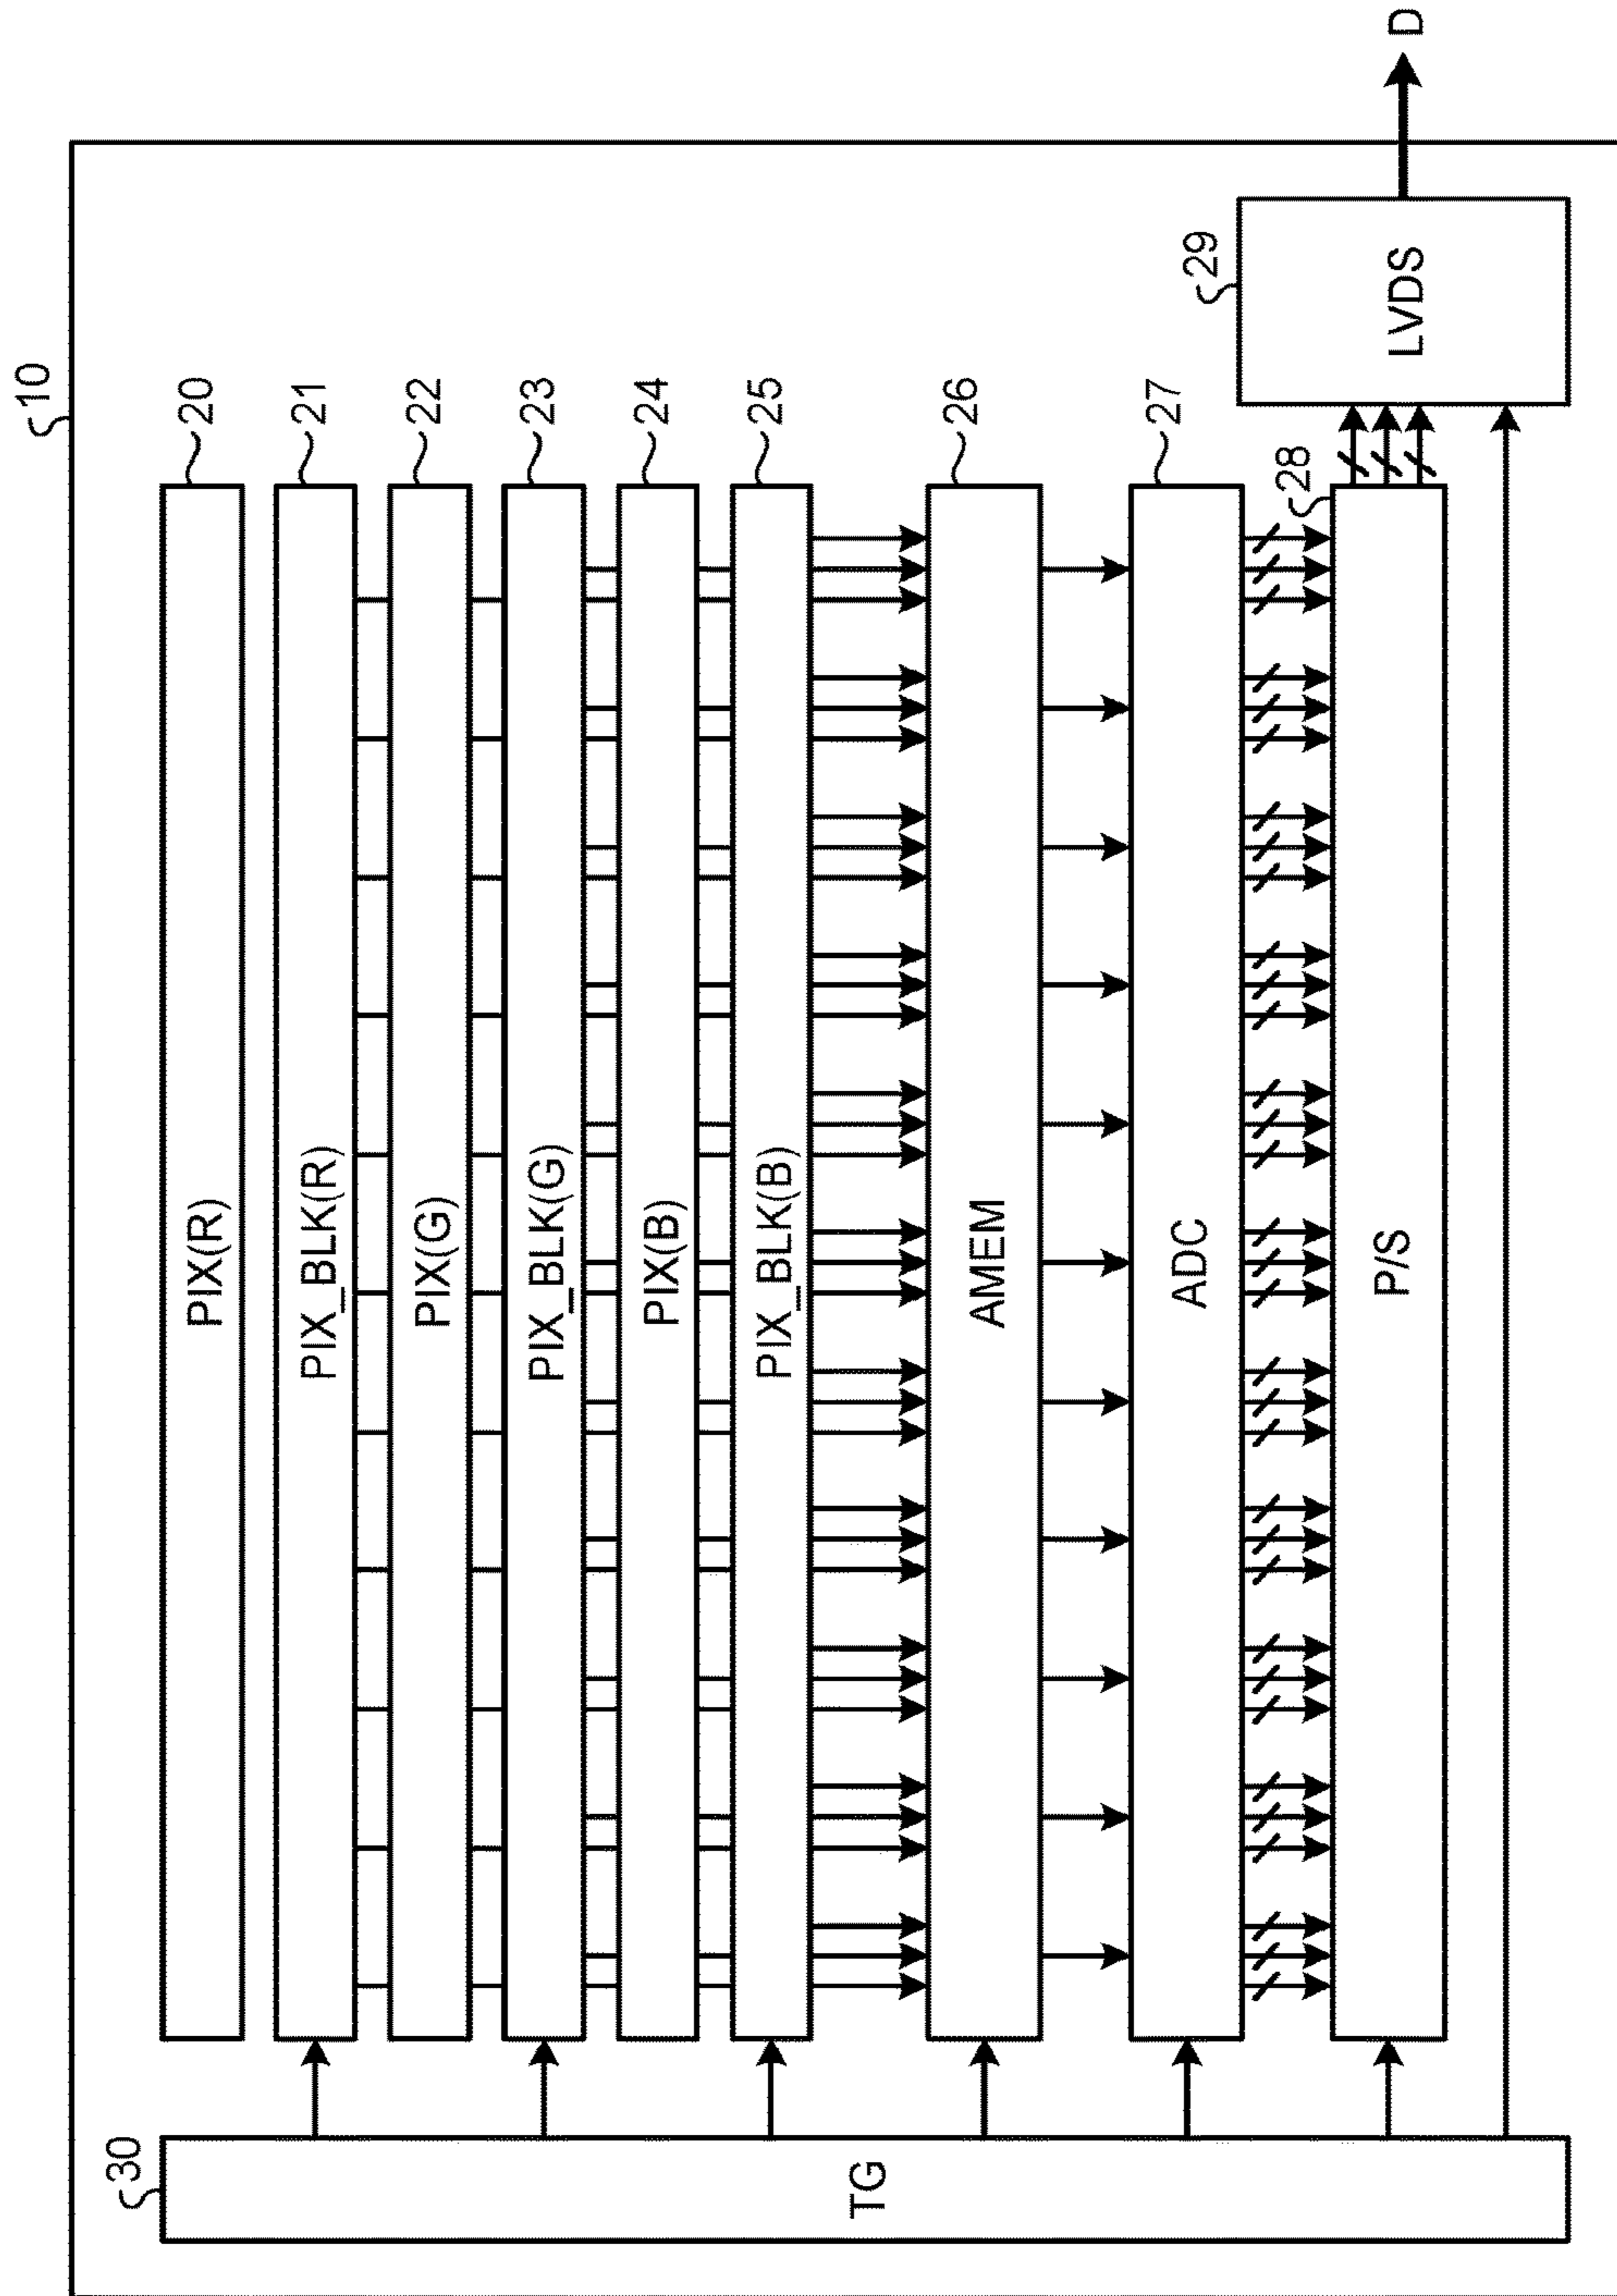 10
PIX(R)
20
PIX_BLK(R)
21
PIX(G)
22
PIX_BLK(G)
23
PIX(B)
24
PIX_BLK(B)
25
AMEM
26
ADC
27
P/S
28
LVDS
29
D
TG
30